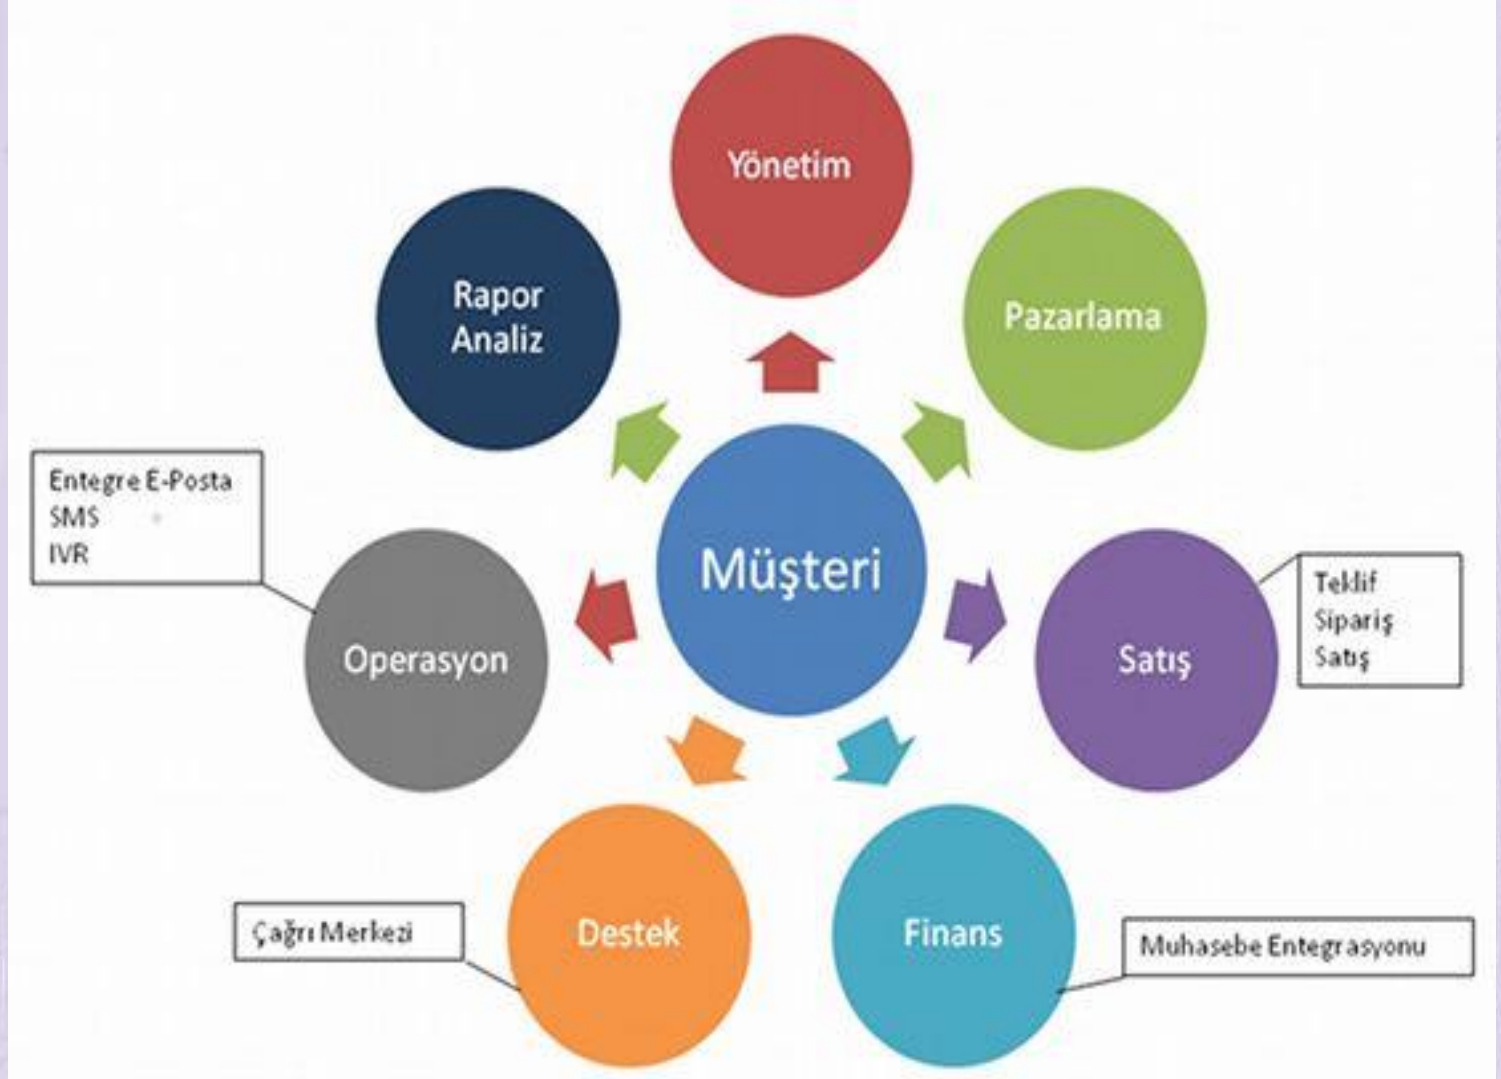 Yönetim
Rapor
Analiz
Pazarlama
Entegre E-Posta
SMS
IVR
Müşteri
Teklif
Sipariş
Satış
Operasyon
Satış
Çağrı Merkezi
Destek
Finans
Muhasebe Entegrasyonu